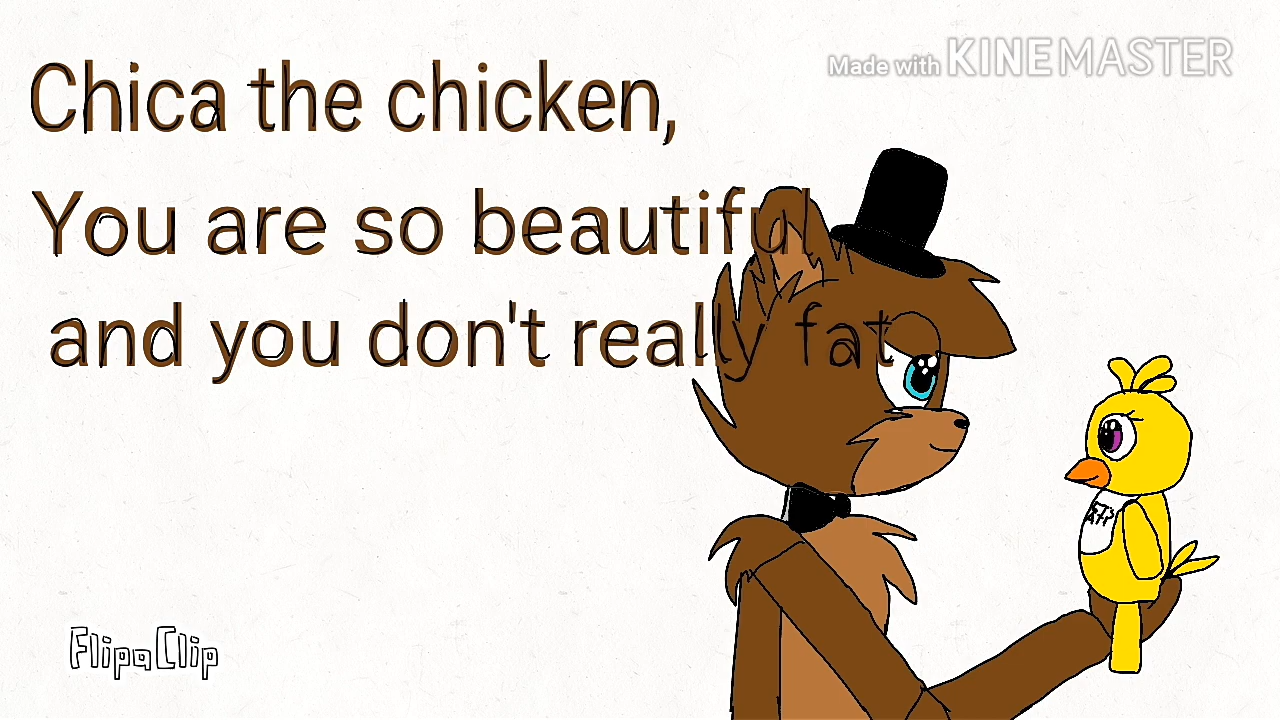 Chica the chicken,
Made with KINEMASTER
You are so beautiful
and you don't really fat
FlipaClip